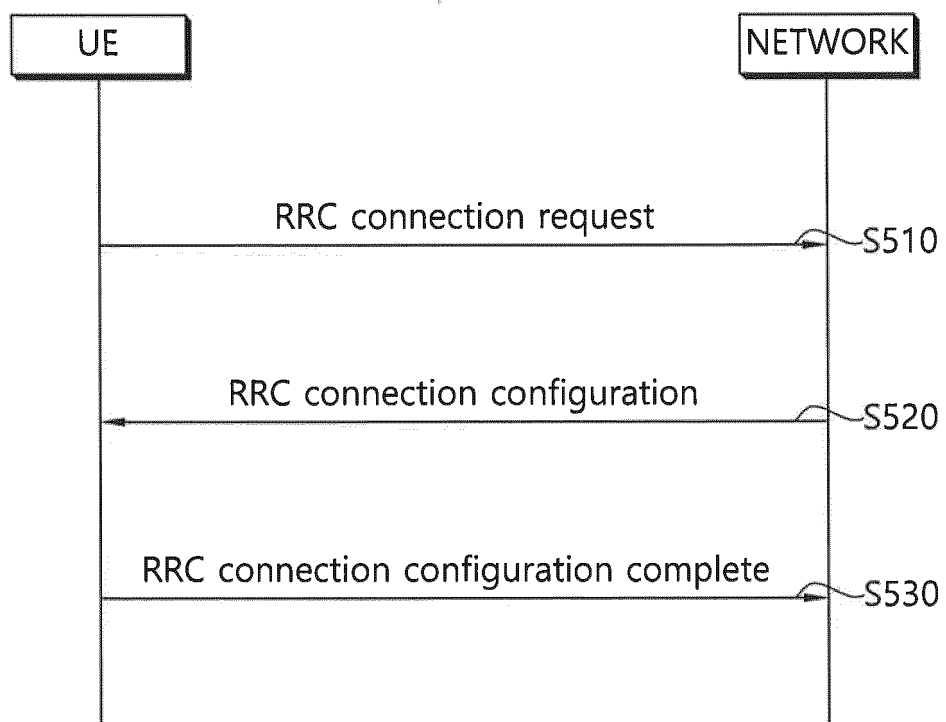 UE
NETWORK
RRC connection request
S510
RRC connection configuration
S520
RRC connection configuration complete
S530